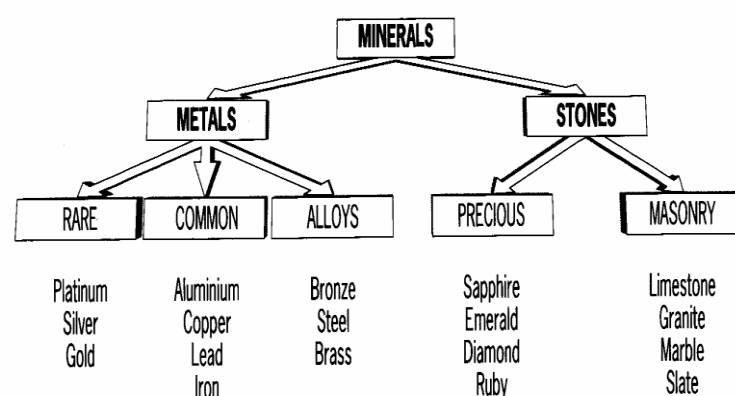 MINERALS
METALS
STONES
RARE
COMMON
ALLOYS
PRECIOUS
MASONRY
Platinum
Silver
Gold
Aluminium
Copper
Lead
Iron
Bronze
Steel
Brass
Sapphire
Emerald
Diamond
Ruby
Limestone
Granite
Marble
Slate